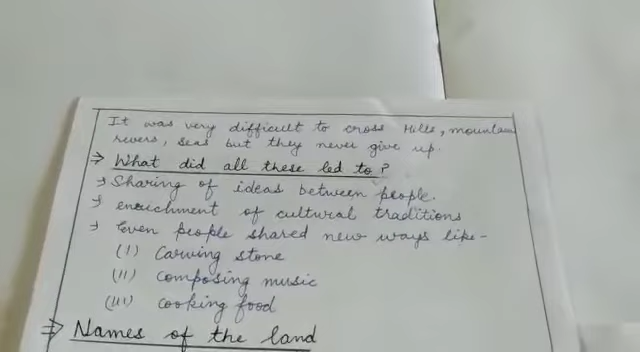 It was very difficult to cross Hills, mountain
rivers, seas but they never give up.
⇒ What did all these led to?
→ Sharing of ideas between people.
→ enrichment of cultural traditions
→ Even people shared new ways like -
(I) Carving stone
(II) composing music
(III) cooking food
⇒ Names of the land